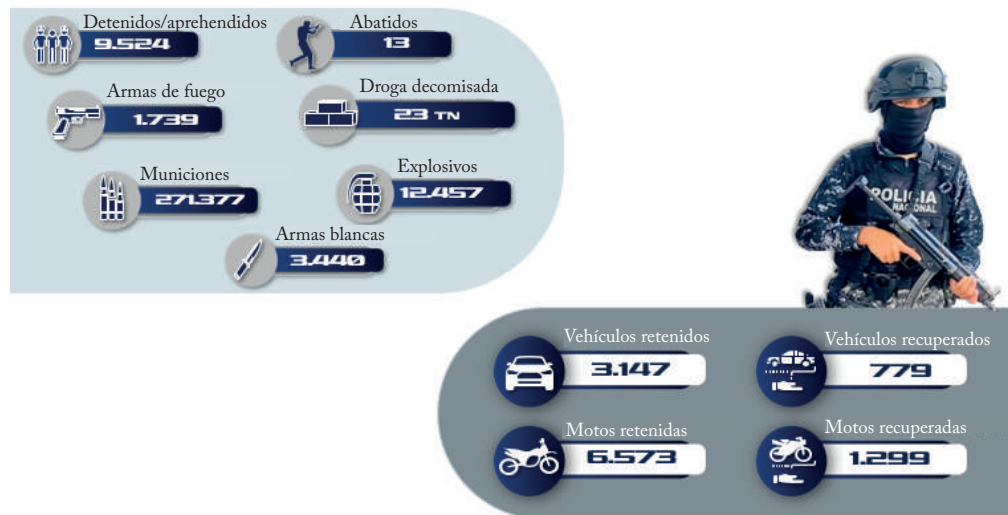 Detenidos/aprehendidos
9.524
Abatidos
13
Armas de fuego
1.739
Droga decomisada
23 TN
Municiones
271.377
Explosivos
12.457
Armas blancas
3.440
POLICIA
NACIONAL
Vehículos retenidos
3.147
Vehículos recuperados
779
Motos retenidas
6.573
Motos recuperadas
1.299